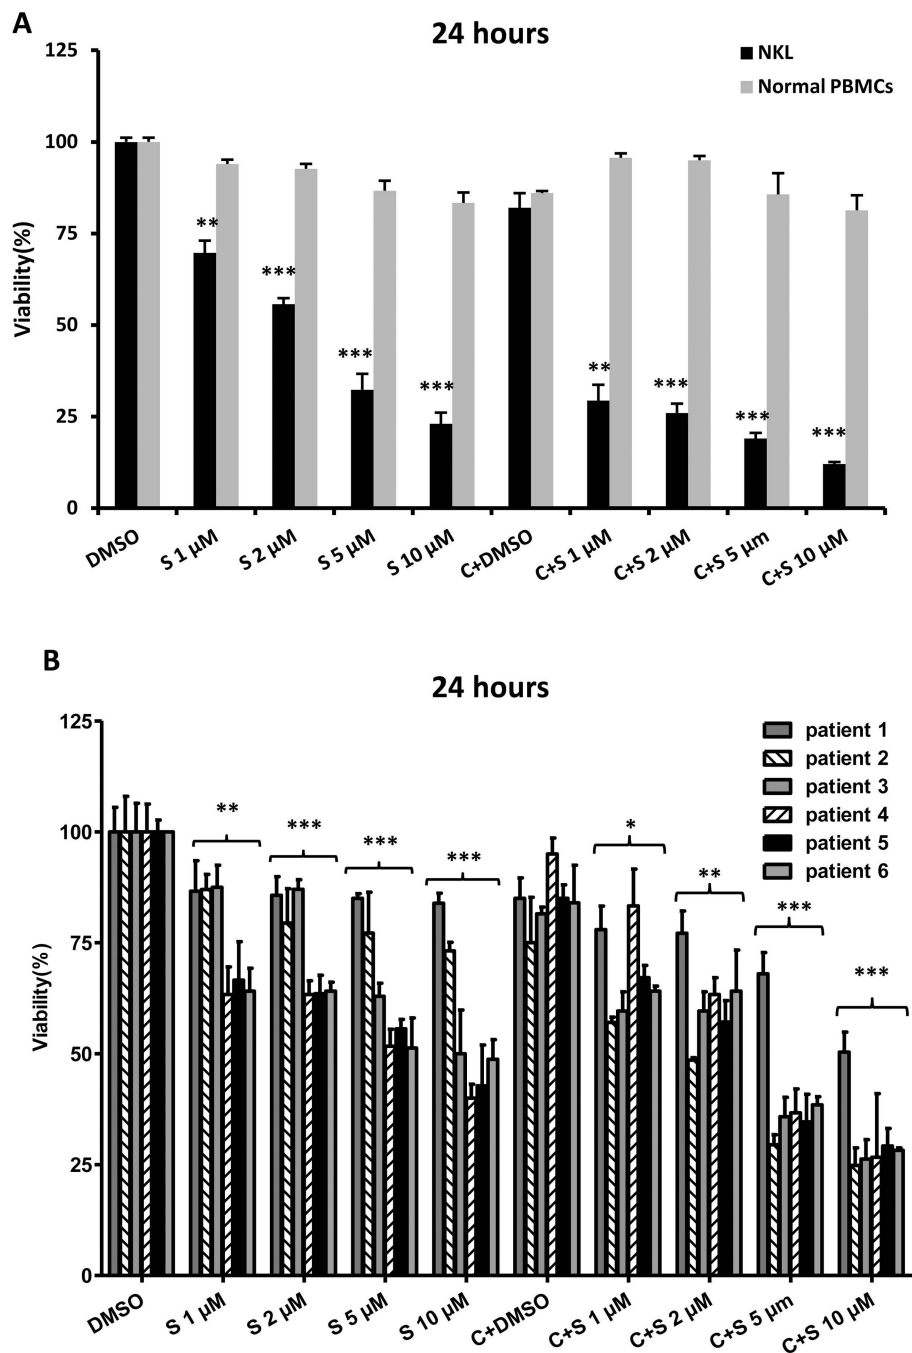 A
24 hours
NKL
Normal PBMCs
Viability(%)
125
100
75
50
25
0
**
***
***
***
**
***
***
***
DMSO
S 1 µM
S 2 µM
S 5 µM
S 10 µM
C+DMSO
C+S 1 µM
C+S 2 µM
C+S 5 µm
C+S 10 µM
B
24 hours
patient 1
patient 2
patient 3
patient 4
patient 5
patient 6
Viability(%)
125
100
75
50
25
0
**
***
***
***
*
**
***
***
DMSO
S 1 µM
S 2 µM
S 5 µM
S 10 µM
C+DMSO
C+S 1 µM
C+S 2 µM
C+S 5 µm
C+S 10 µM